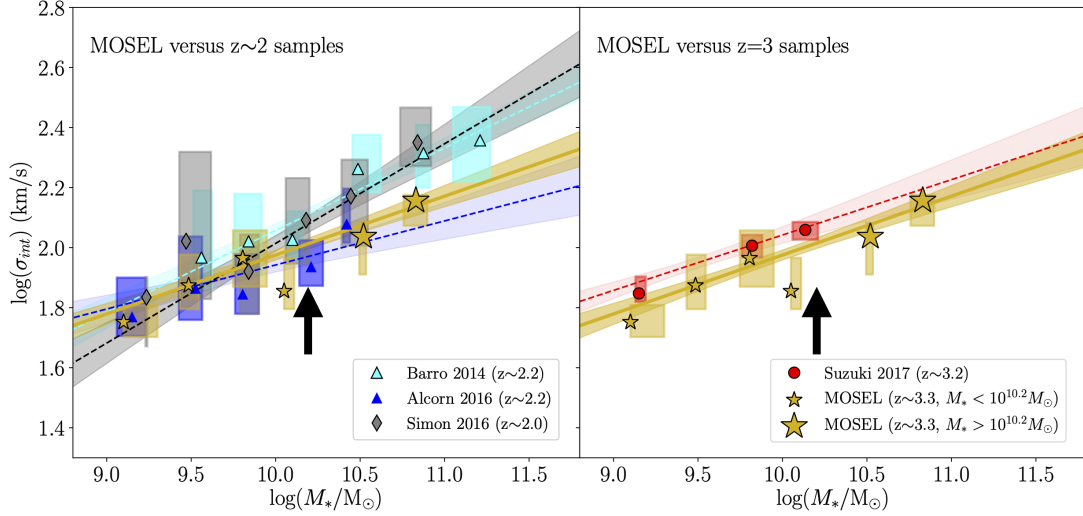 MOSEL versus z~2 samples
MOSEL versus z=3 samples
log(σ_int) (km/s)
2.8
2.6
2.4
2.2
2.0
1.8
1.6
1.4
Barro 2014 (z~2.2)
Alcorn 2016 (z~2.2)
Simon 2016 (z~2.0)
Suzuki 2017 (z~3.2)
MOSEL (z~3.3, M_* < 10^{10.2}M_⊙)
MOSEL (z~3.3, M_* > 10^{10.2}M_⊙)
9.0 9.5 10.0 10.5 11.0 11.5
9.0 9.5 10.0 10.5 11.0 11.5
log(M_*/M_⊙)
log(M_*/M_⊙)